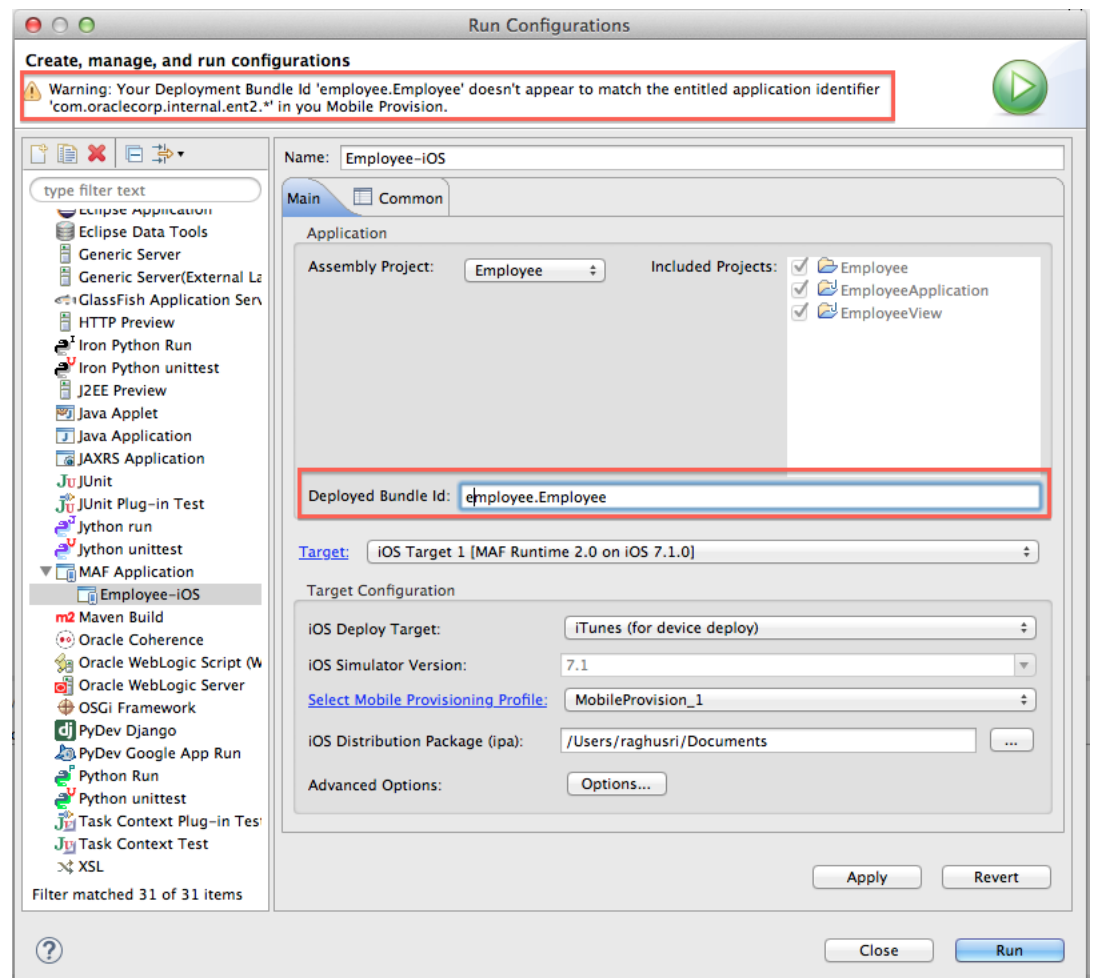 Run Configurations
Create, manage, and run configurations
Warning: Your Deployment Bundle Id 'employee.Employee' doesn't appear to match the entitled application identifier
'com.oraclecorp.internal.ent2.*' in you Mobile Provision.
type filter text
Eclipse Application
Eclipse Data Tools
Generic Server
Generic Server(External La
GlassFish Application Serv
HTTP Preview
Iron Python Run
Iron Python unittest
J2EE Preview
Java Applet
Java Application
JAXRS Application
JUnit
JUnit Plug-in Test
Jython run
Jython unittest
MAF Application
Employee-iOS
Maven Build
Oracle Coherence
Oracle WebLogic Script (W
Oracle WebLogic Server
OSGi Framework
PyDev Django
PyDev Google App Run
Python Run
Python unittest
Task Context Plug-in Tes
Task Context Test
XSL
Filter matched 31 of 31 items
Name: Employee-iOS
Main Common
Application
Assembly Project: Employee
Included Projects: Employee
EmployeeApplication
EmployeeView
Deployed Bundle Id: employee.Employee
Target: iOS Target 1 [MAF Runtime 2.0 on iOS 7.1.0]
Target Configuration
iOS Deploy Target: iTunes (for device deploy)
iOS Simulator Version: 7.1
Select Mobile Provisioning Profile: MobileProvision_1
iOS Distribution Package (ipa): /Users/raghusri/Documents ...
Advanced Options: Options...
Apply Revert
Close Run